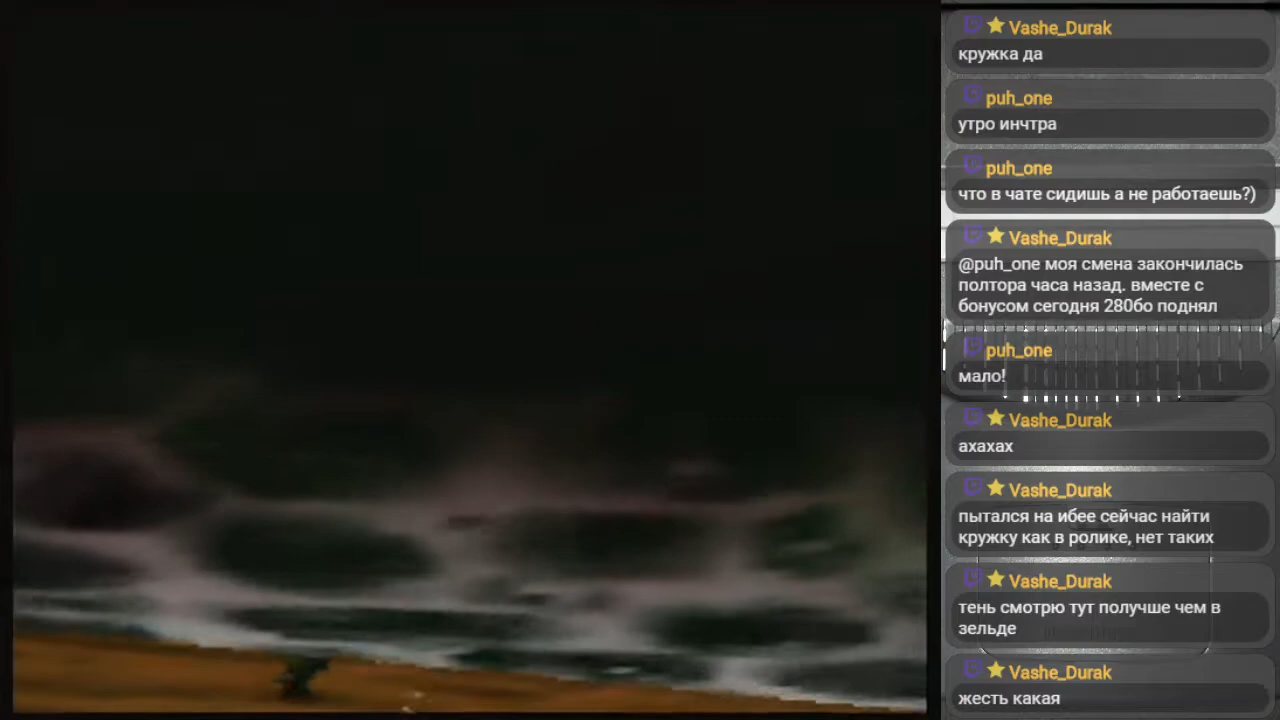 Vashe_Durak
кружка да
puh_one
утро инчтра
puh_one
что в чате сидишь а не работаешь?)
Vashe_Durak
@puh_one моя смена закончилась
полтора часа назад. вместе с
бонусом сегодня 280бо поднял
puh_one
мало!
Vashe_Durak
ахахах
Vashe_Durak
пытался на ибее сейчас найти
кружку как в ролике, нет таких
Vashe_Durak
тень смотрю тут получше чем в
зельде
Vashe_Durak
жесть какая